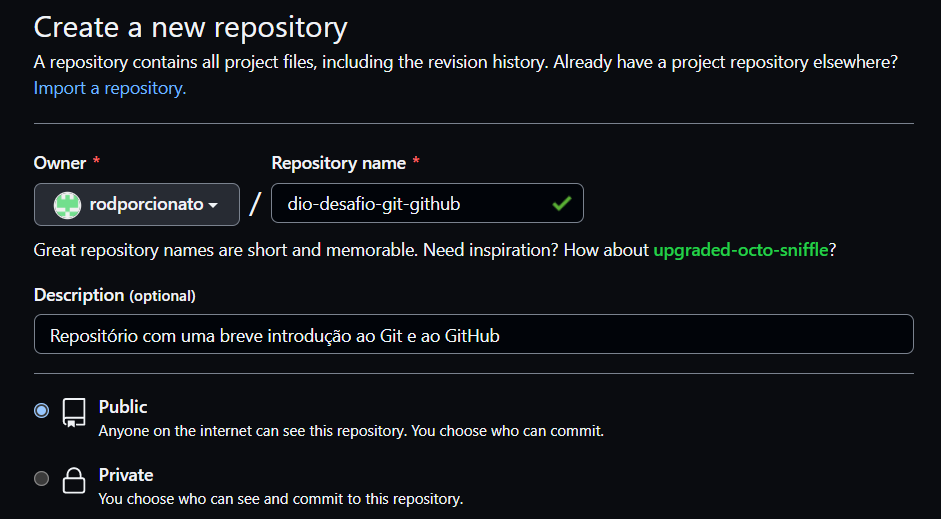 Create a new repository
A repository contains all project files, including the revision history. Already have a project repository elsewhere?
Import a repository.
Owner * Repository name *
rodporcionato / dio-desafio-git-github
Great repository names are short and memorable. Need inspiration? How about upgraded-octo-sniffle?
Description (optional)
Repositório com uma breve introdução ao Git e ao GitHub
Public
Anyone on the internet can see this repository. You choose who can commit.
Private
You choose who can see and commit to this repository.